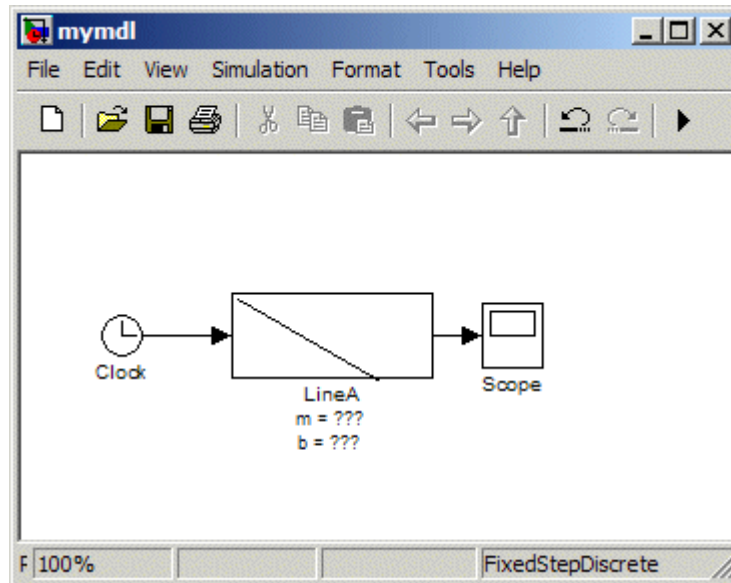 mymdl
File Edit View Simulation Format Tools Help
Clock
LineA
m = ???
b = ???
Scope
F 100% FixedStepDiscrete